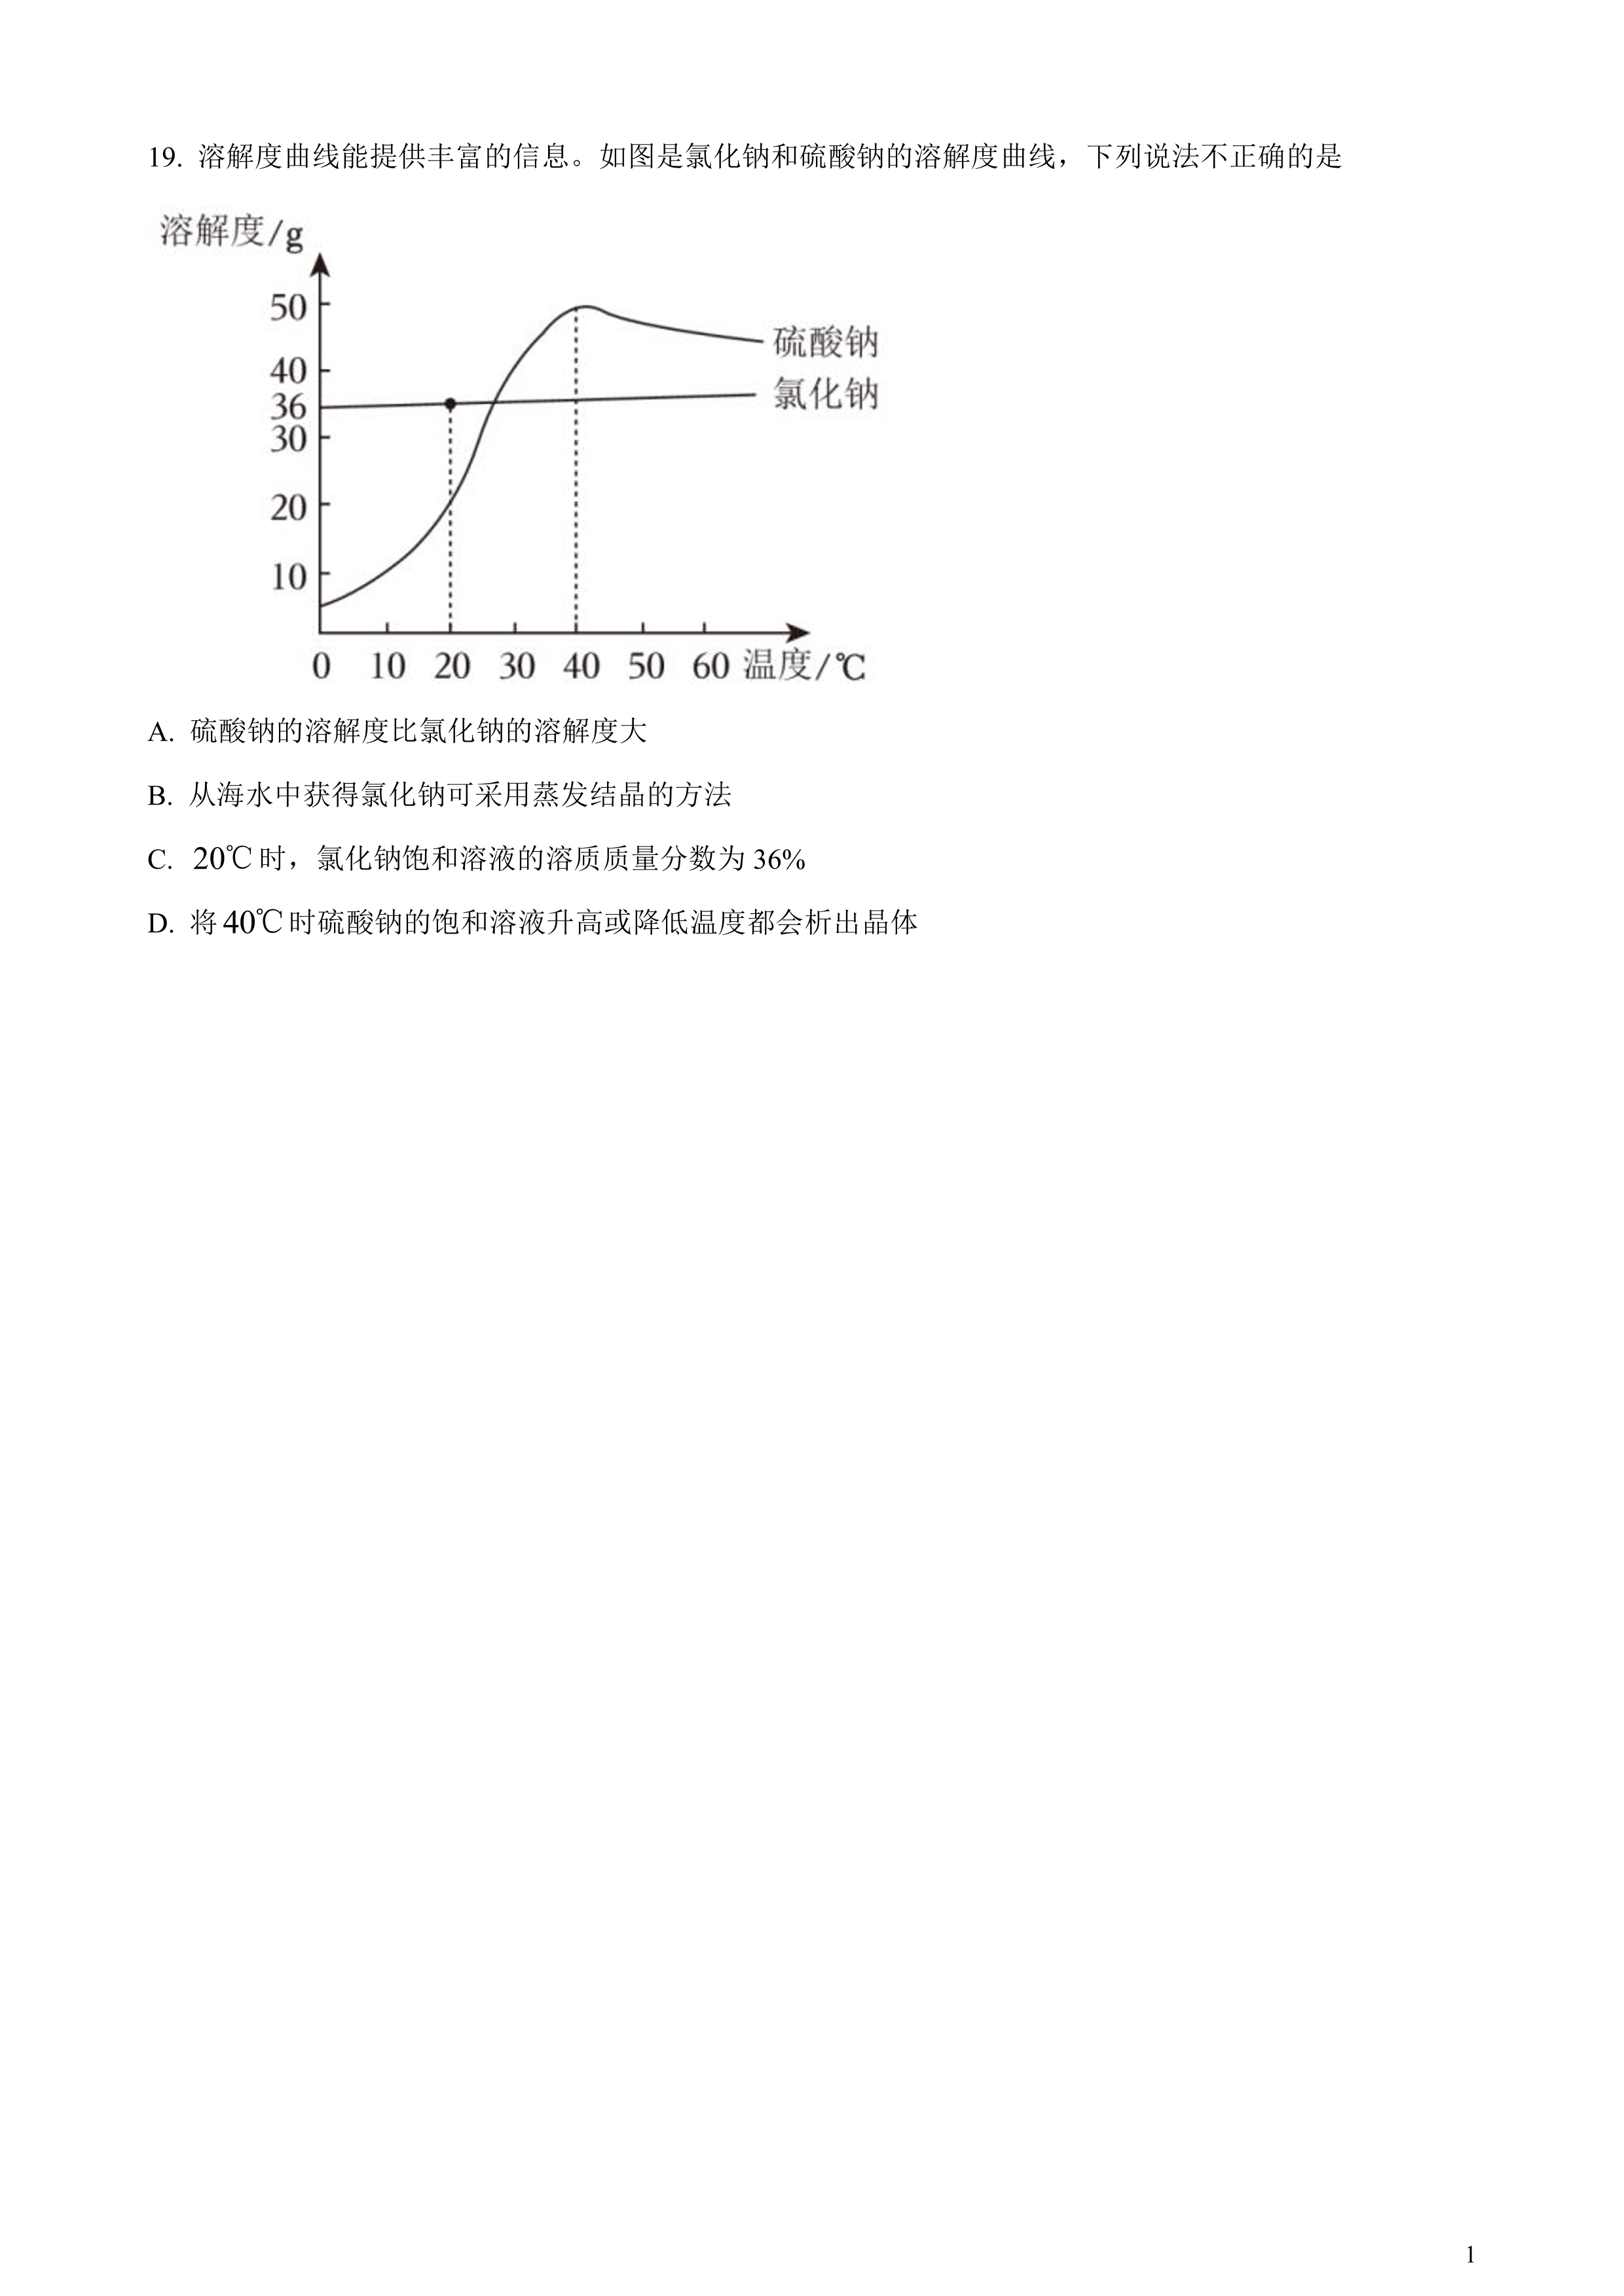 19. 溶解度曲线能提供丰富的信息。如图是氯化钠和硫酸钠的溶解度曲线，下列说法不正确的是
溶解度/g
50
40
36
30
20
10
硫酸钠
氯化钠
0 10 20 30 40 50 60 温度/℃
A. 硫酸钠的溶解度比氯化钠的溶解度大
B. 从海水中获得氯化钠可采用蒸发结晶的方法
C. 20℃时，氯化钠饱和溶液的溶质质量分数为 36%
D. 将40℃时硫酸钠的饱和溶液升高或降低温度都会析出晶体
1